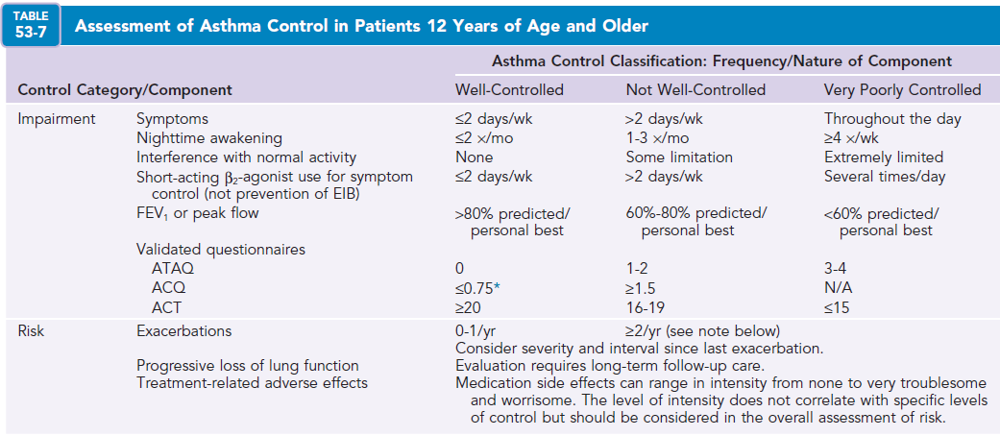 TABLE
53-7
Assessment of Asthma Control in Patients 12 Years of Age and Older
Asthma Control Classification: Frequency/Nature of Component
Control Category/Component Well-Controlled Not Well-Controlled Very Poorly Controlled
Impairment Symptoms ≤2 days/wk >2 days/wk Throughout the day
Nighttime awakening ≤2 ×/mo 1-3 ×/mo ≥4 ×/wk
Interference with normal activity None Some limitation Extremely limited
Short-acting β₂-agonist use for symptom ≤2 days/wk >2 days/wk Several times/day
control (not prevention of EIB)
FEV₁ or peak flow >80% predicted/ 60%-80% predicted/ <60% predicted/
personal best personal best personal best
Validated questionnaires
ATAQ 0 1-2 3-4
ACQ ≤0.75* ≥1.5 N/A
ACT ≥20 16-19 ≤15
Risk Exacerbations 0-1/yr ≥2/yr (see note below)
Consider severity and interval since last exacerbation.
Progressive loss of lung function Evaluation requires long-term follow-up care.
Treatment-related adverse effects Medication side effects can range in intensity from none to very troublesome
and worrisome. The level of intensity does not correlate with specific levels
of control but should be considered in the overall assessment of risk.